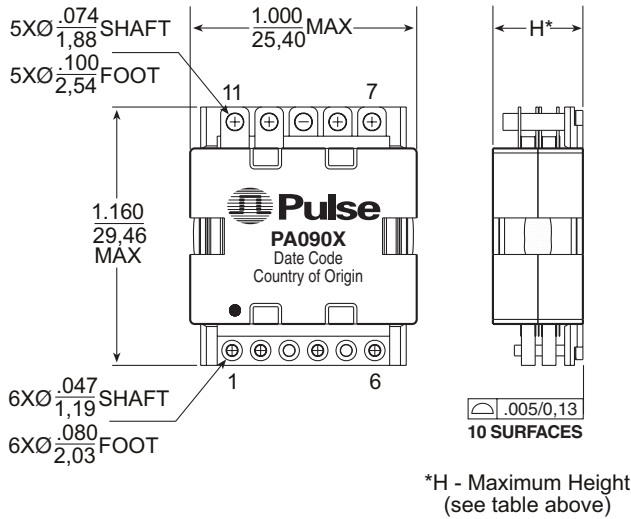 5XØ .074/1,88 SHAFT
5XØ .100/2,54 FOOT
1.000/25,40 MAX
H*
11 7
1.160/29,46 MAX
Pulse
PA090X
Date Code
Country of Origin
1 6
6XØ .047/1,19 SHAFT
6XØ .080/2,03 FOOT
.005/0,13
10 SURFACES
*H - Maximum Height
(see table above)